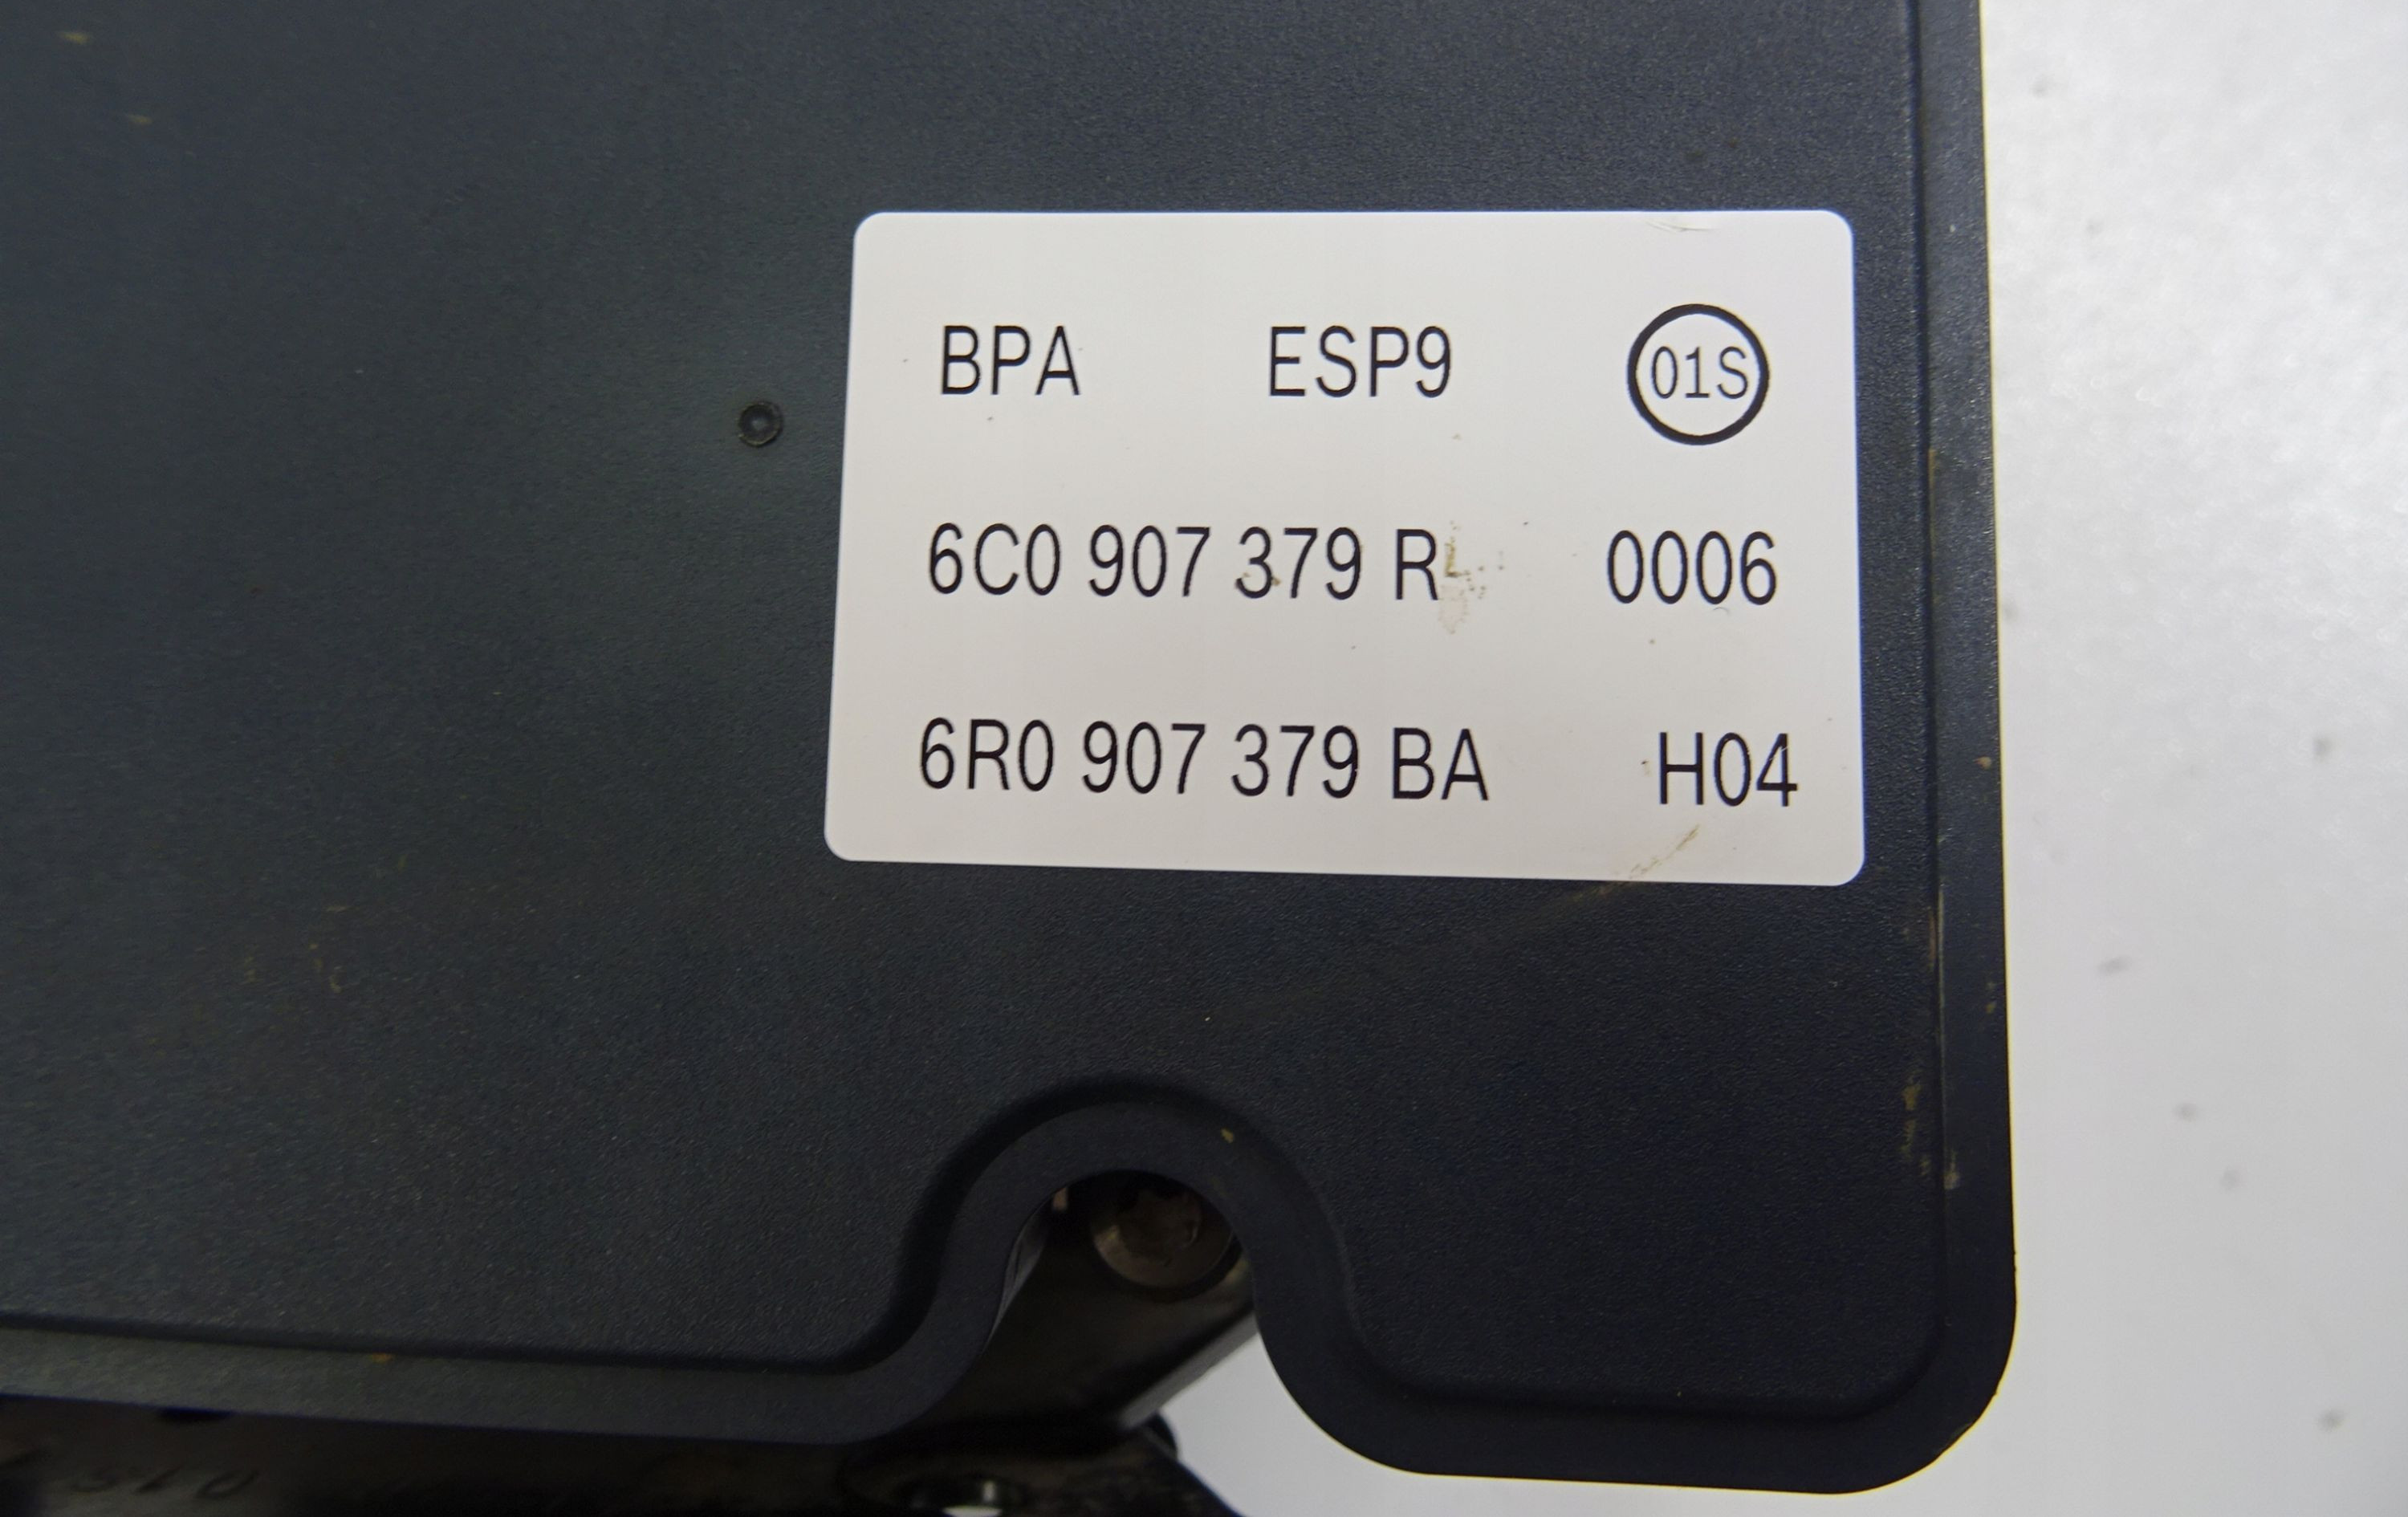 BPA ESP9 01S
6C0 907 379 R 0006
6R0 907 379 BA H04